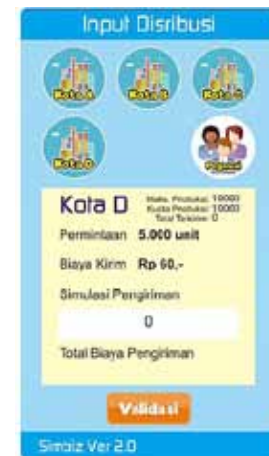 Input Disribusi
Kota A
Kota B
Kota C
Kota D
Kota D
Maks. Produksi: 10000
Kuota Produksi: 10000
Total Terkirim: 0
Permintaan 5.000 unit
Biaya Kirim Rp 60,-
Simulasi Pengiriman
0
Total Biaya Pengiriman
Validasi
Simbiz Ver 2.0